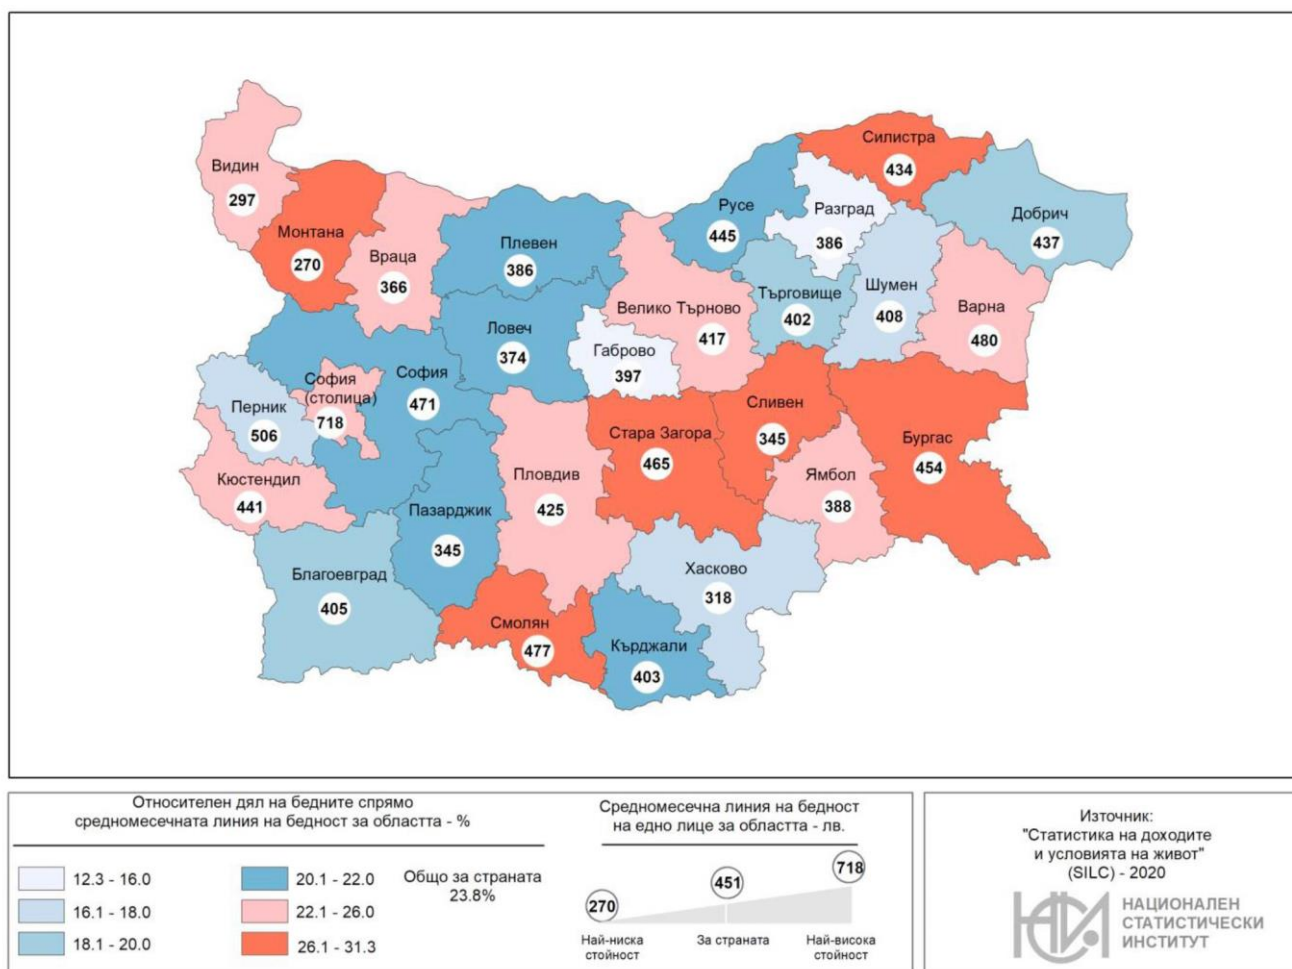 Силистра
434
Видин
297
Русе
445
Разград
386
Добрич
437
Монтана
270
Враца
366
Плевен
386
Шумен
408
Търговище
402
Варна
480
Велико Търново
417
Ловеч
374
Габрово
397
София
(столица)
718
София
471
Перник
506
Сливен
345
Стара Загора
465
Бургас
454
Кюстендил
441
Пловдив
425
Ямбол
388
Пазарджик
345
Благоевград
405
Хасково
318
Смолян
477
Кърджали
403
Относителен дял на бедните спрямо
средномесечната линия на бедност за областта - %
12.3 - 16.0
16.1 - 18.0
18.1 - 20.0
20.1 - 22.0
22.1 - 26.0
26.1 - 31.3
Общо за страната
23.8%
Средномесечна линия на бедност
на едно лице за областта - лв.
270
451
718
Най-ниска
стойност
За страната
Най-висока
стойност
Източник:
"Статистика на доходите
и условията на живот"
(SILC) - 2020
НСИ
НАЦИОНАЛЕН
СТАТИСТИЧЕСКИ
ИНСТИТУТ